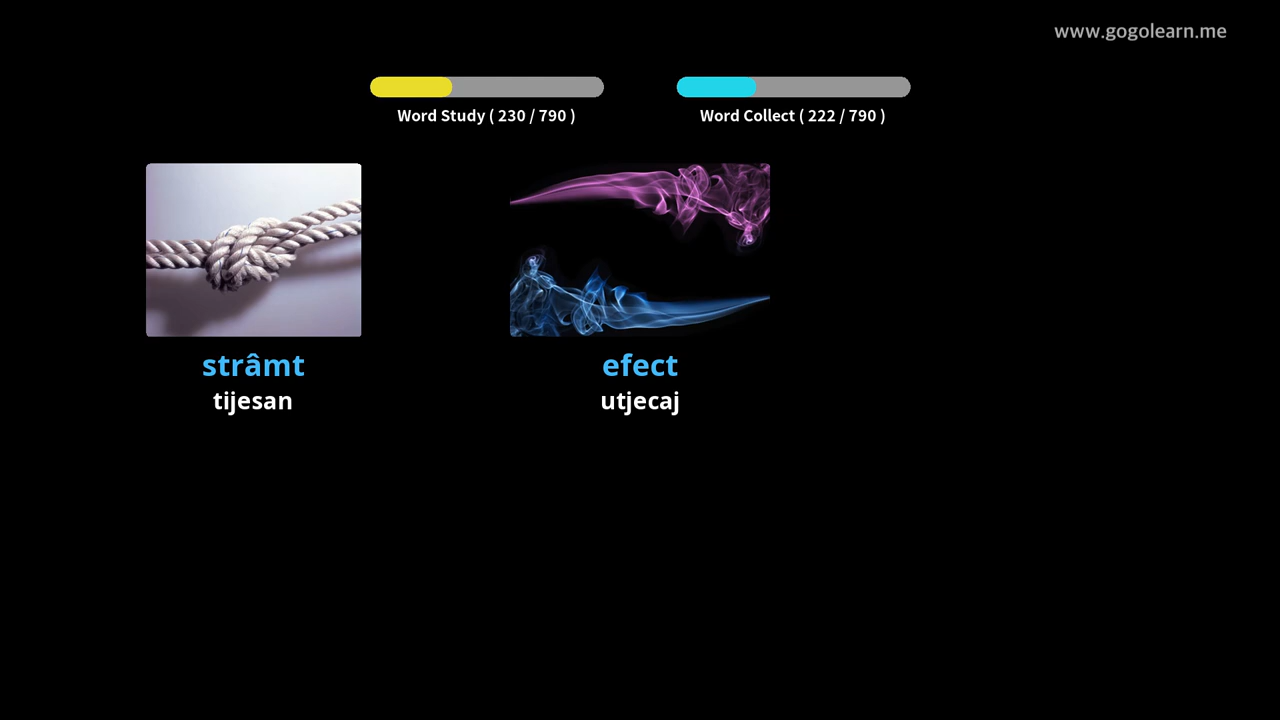 www.gogolearn.me
Word Study ( 230 / 790 )
Word Collect ( 222 / 790 )
strâmt
tijesan
efect
utjecaj